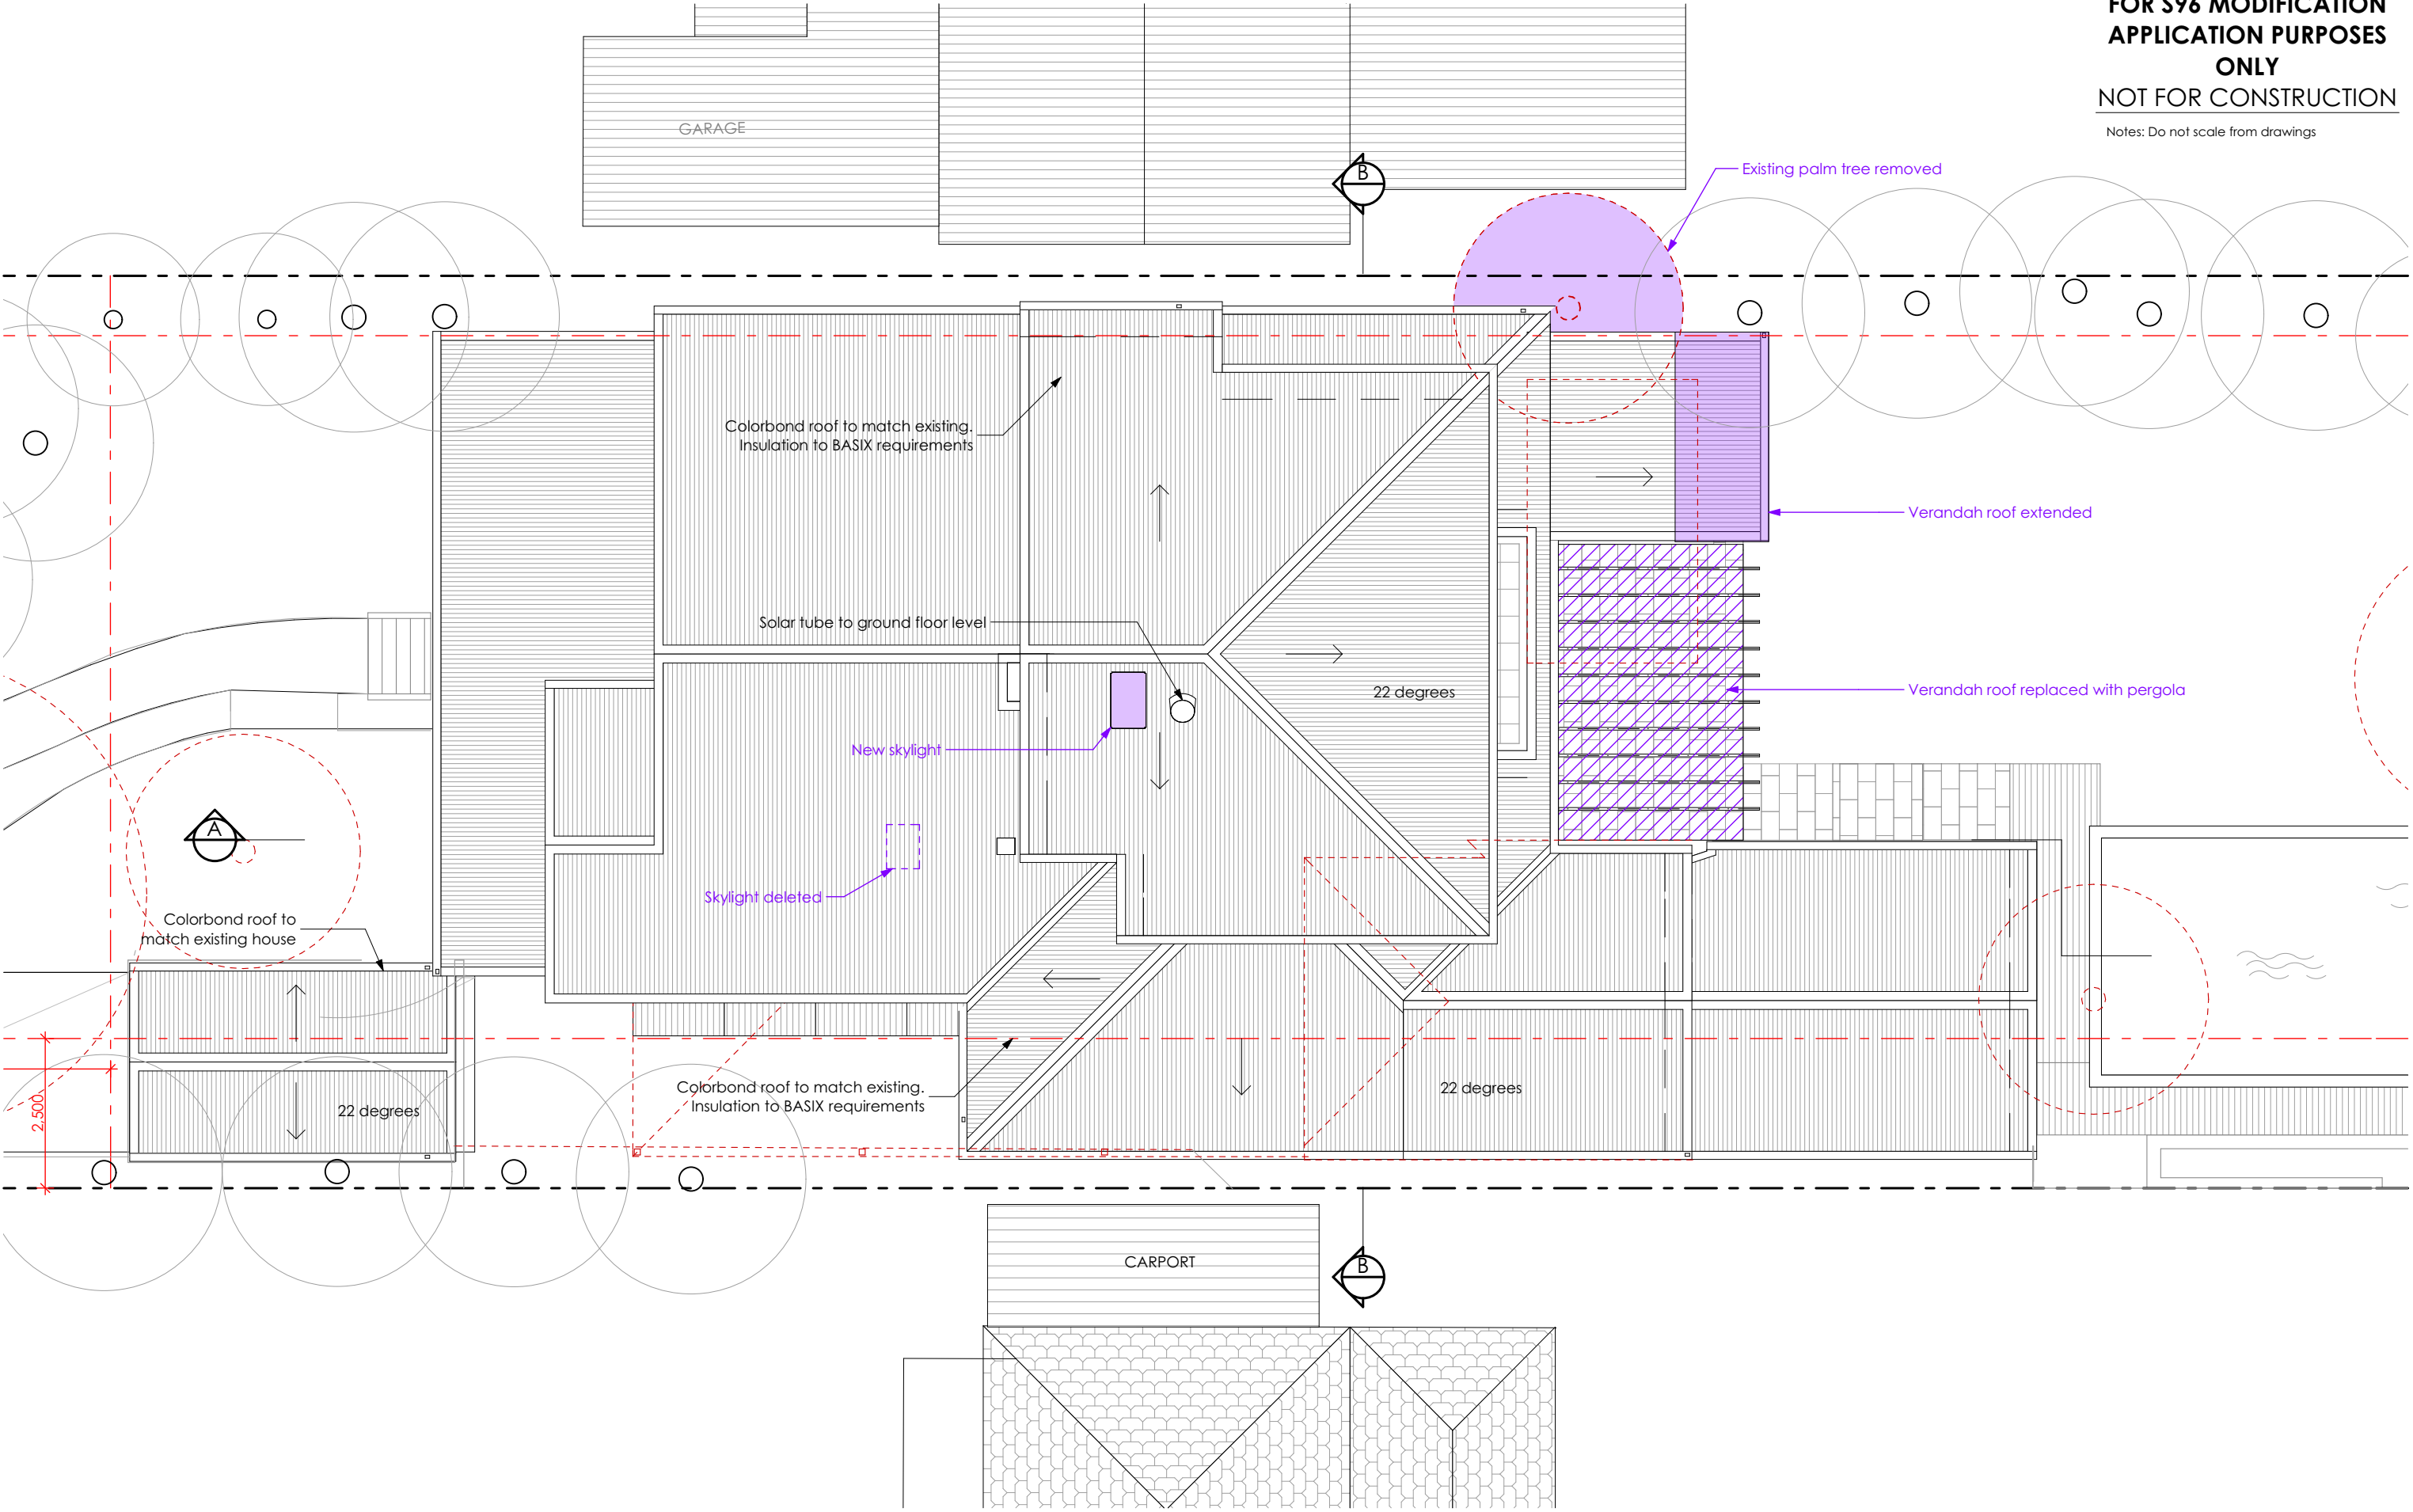 FOR S96 MODIFICATION
APPLICATION PURPOSES
ONLY
NOT FOR CONSTRUCTION
Notes: Do not scale from drawings
GARAGE
B
Existing palm tree removed
Colorbond roof to match existing.
Insulation to BASIX requirements
Verandah roof extended
Solar tube to ground floor level
22 degrees
Verandah roof replaced with pergola
New skylight
A
Skylight deleted
Colorbond roof to
match existing house
Colorbond roof to match existing.
Insulation to BASIX requirements
22 degrees
22 degrees
2,500
CARPORT
B